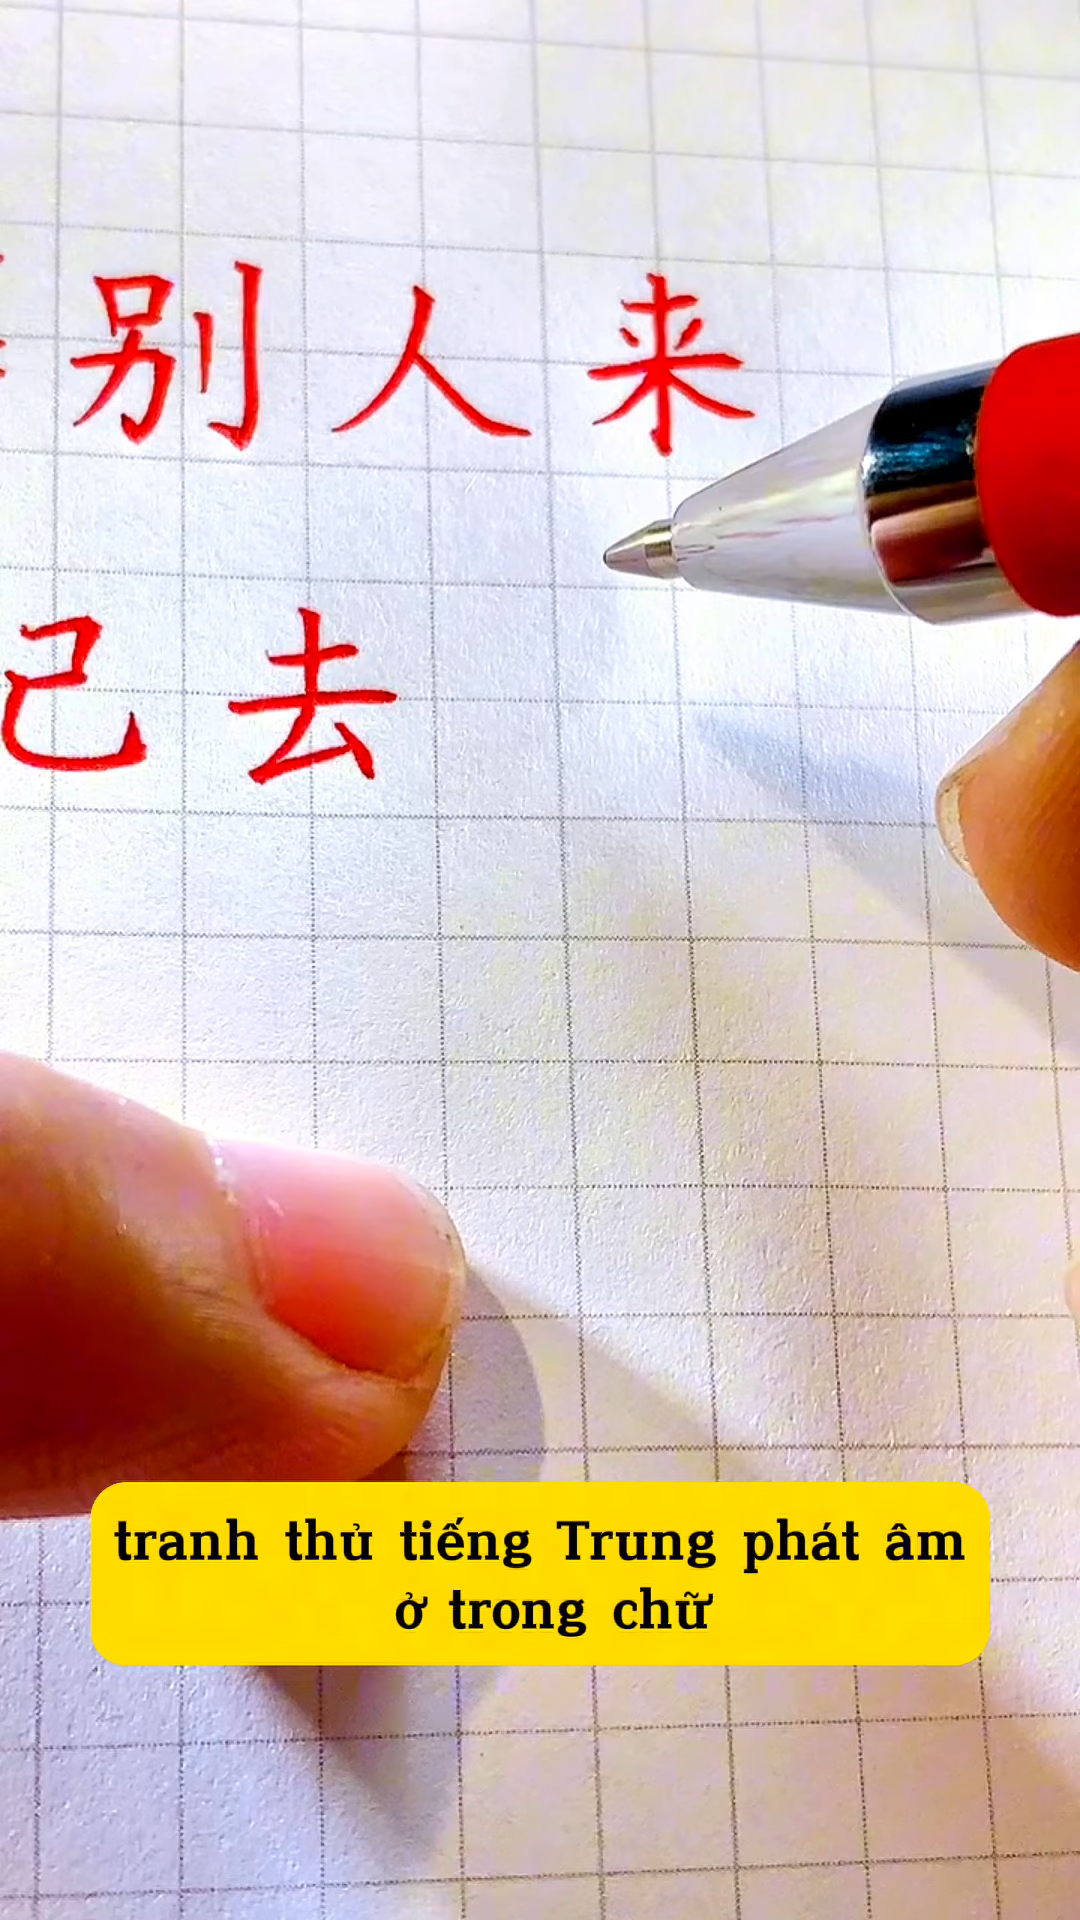 别人来
己去
tranh thủ tiếng Trung phát âm
ở trong chữ